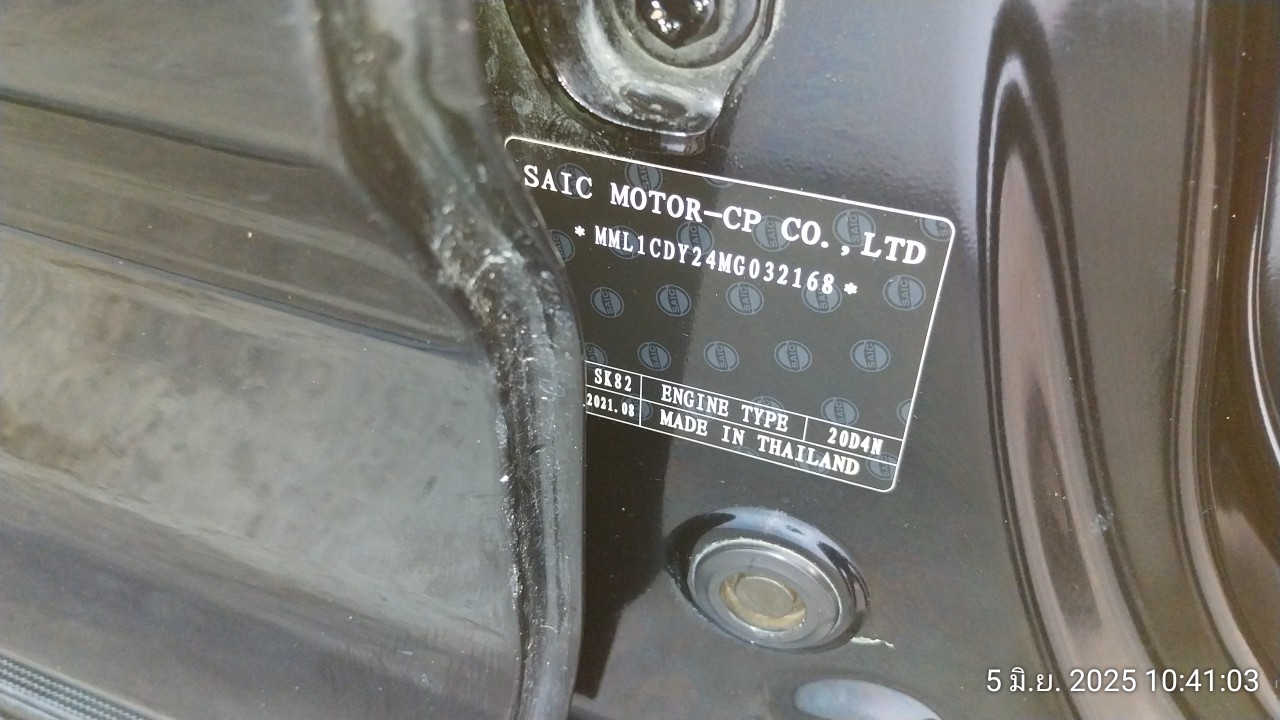 SAIC MOTOR-CP CO.,LTD
* MML1CDY24MG032168 *
SK82 ENGINE TYPE 20D4N
2021.08 MADE IN THAILAND
5 มิ.ย. 2025 10:41:03